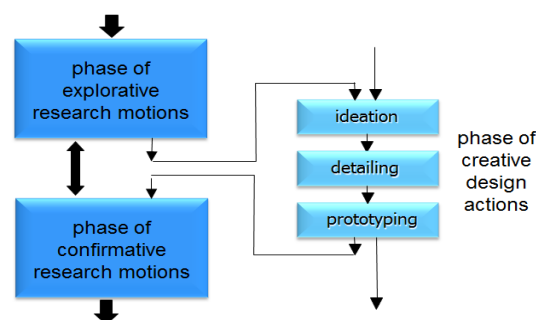 phase of
explorative
research motions
phase of
confirmative
research motions
ideation
detailing
prototyping
phase of
creative
design
actions